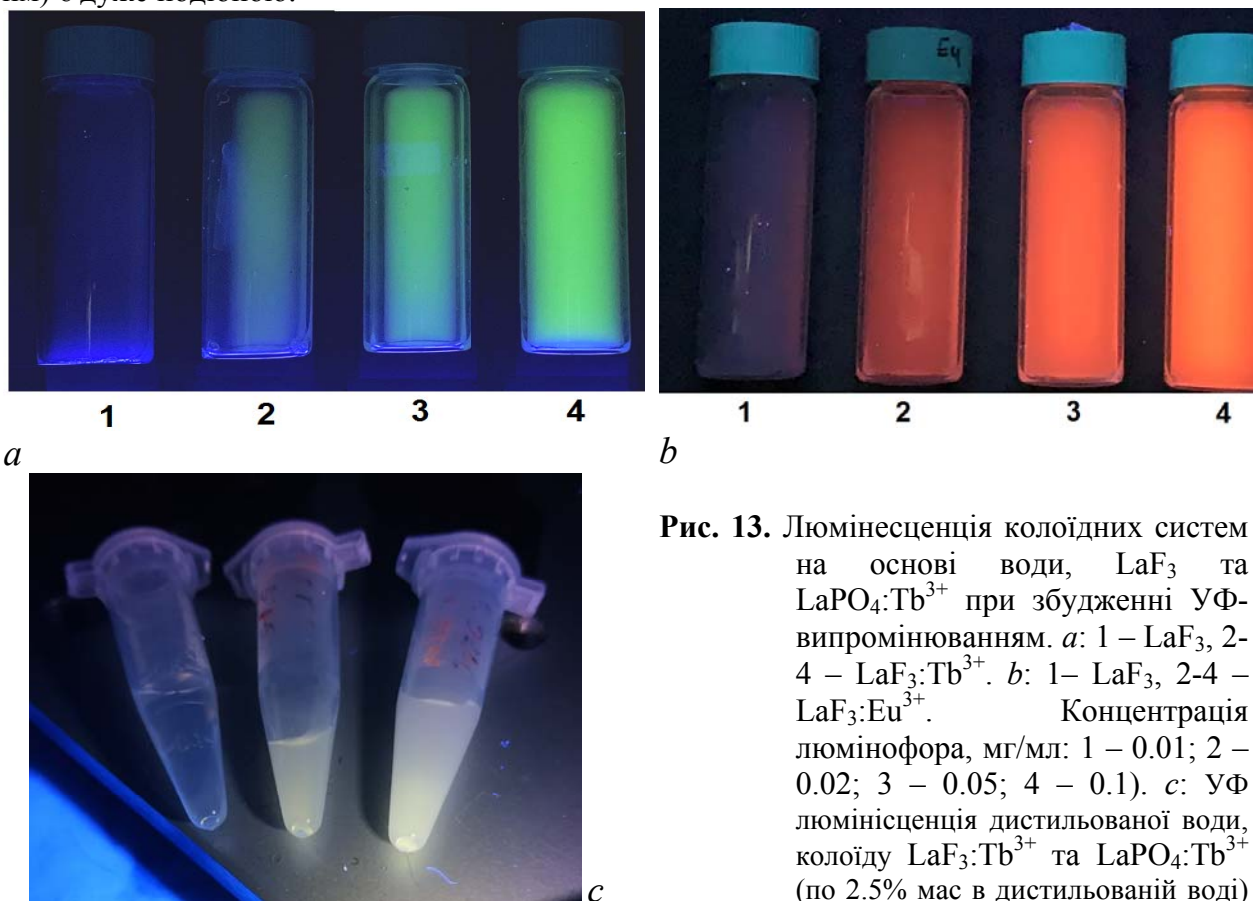 є дуже подібною.
Eu
1 2 3 4
1 2 3 4
a
b
Рис. 13. Люмінесценція колоїдних систем
на основі води, LaF₃ та
LaPO₄:Tb³⁺ при збудженні УФ-
випромінюванням. a: 1 – LaF₃, 2-
4 – LaF₃:Tb³⁺. b: 1– LaF₃, 2-4 –
LaF₃:Eu³⁺. Концентрація
люмінофора, мг/мл: 1 – 0.01; 2 –
0.02; 3 – 0.05; 4 – 0.1). c: УФ
люмінісценція дистильованої води,
колоїду LaF₃:Tb³⁺ та LaPO₄:Tb³⁺
(по 2.5% мас в дистильованій воді)
c